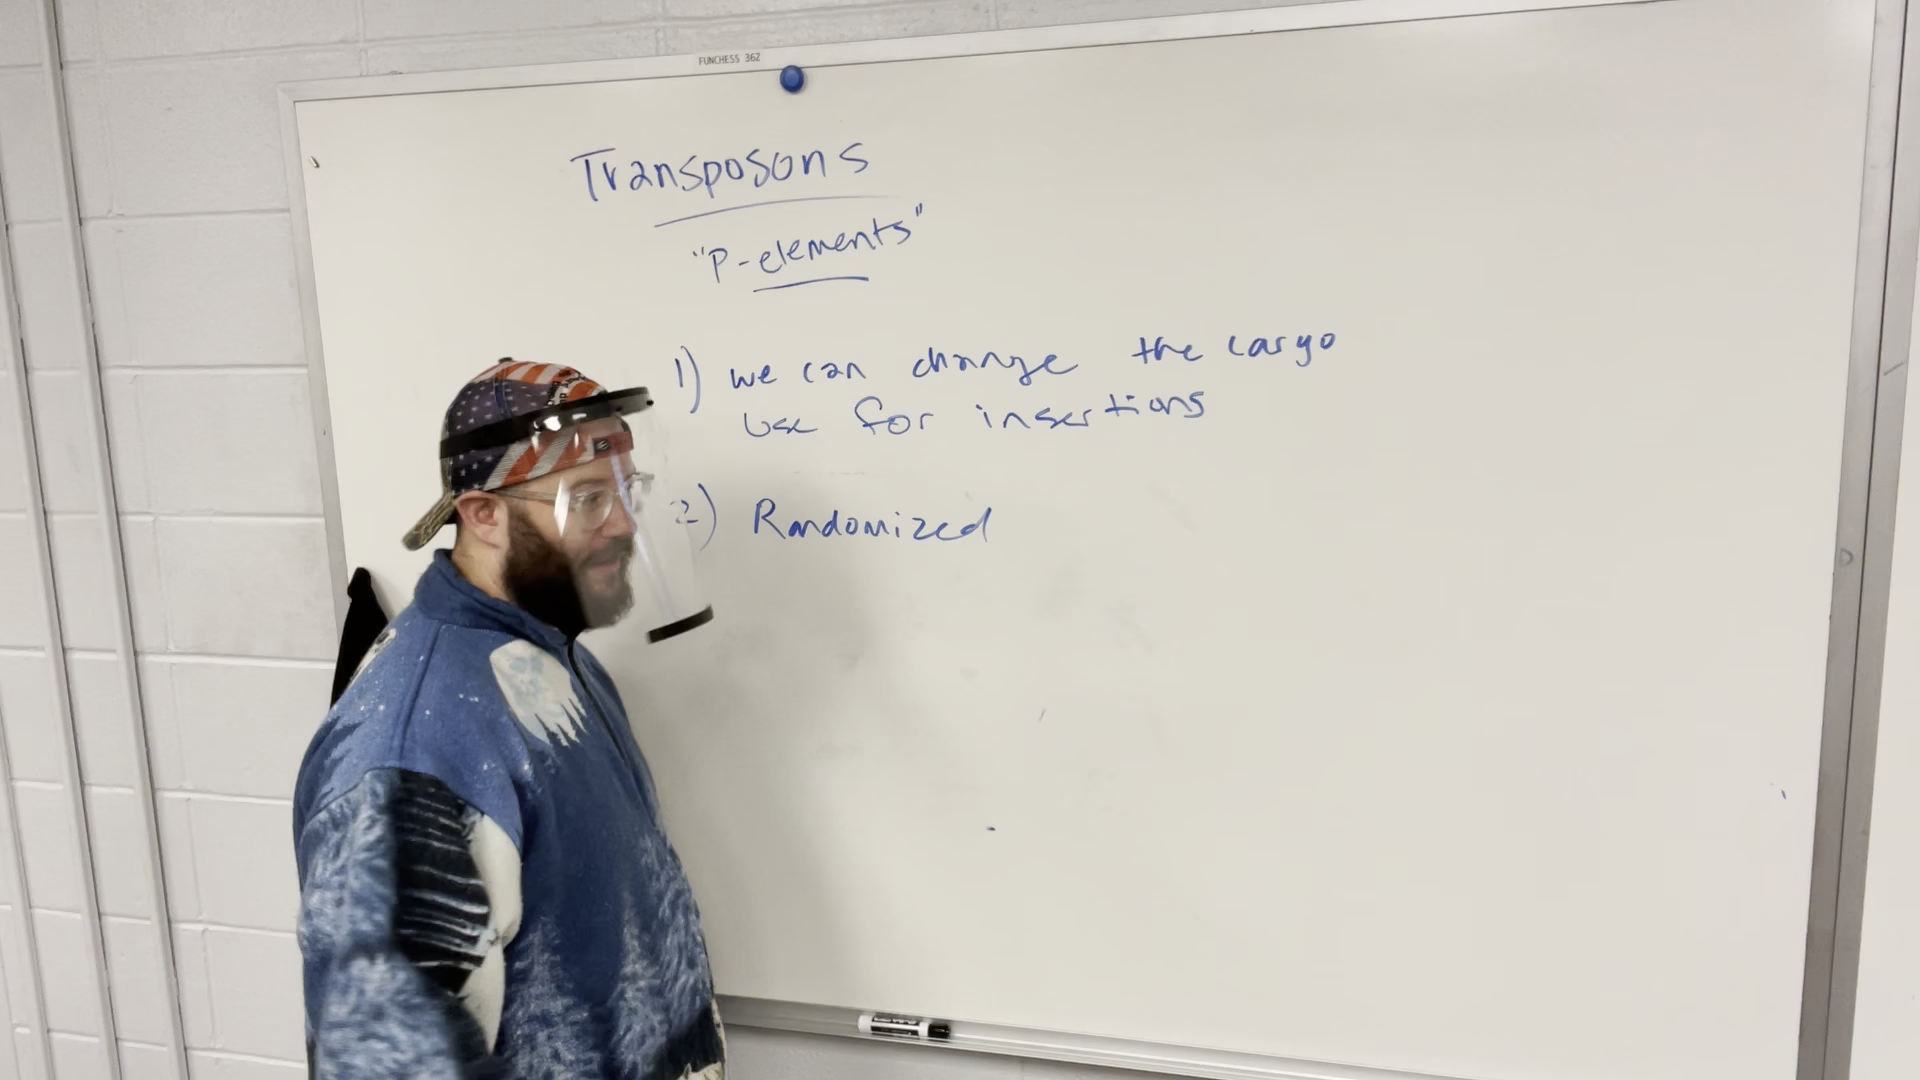 FUNCHESS 362
Transposons
"P-elements"
1) we can change the cargo
use for insertions
2) Randomized